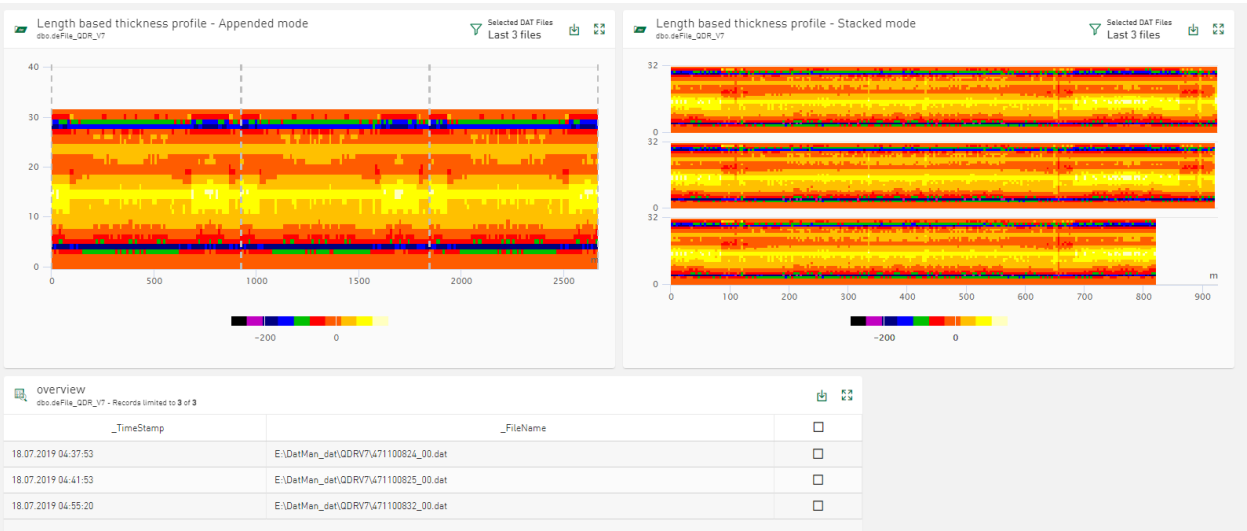 Length based thickness profile - Appended mode
dbo.deFile_QDR_V7
Selected DAT Files
Last 3 files
40
30
20
10
0
m
0 500 1000 1500 2000 2500
-200 0
Length based thickness profile - Stacked mode
dbo.deFile_QDR_V7
Selected DAT Files
Last 3 files
32
0
32
0
32
0
m
0 100 200 300 400 500 600 700 800 900
-200 0
overview
dbo.deFile_QDR_V7 - Records limited to 3 of 3
_TimeStamp _FileName
18.07.2019 04:37:53 E:\DatMan_dat\QDRV7\471100824_00.dat
18.07.2019 04:41:53 E:\DatMan_dat\QDRV7\471100825_00.dat
18.07.2019 04:55:20 E:\DatMan_dat\QDRV7\471100832_00.dat